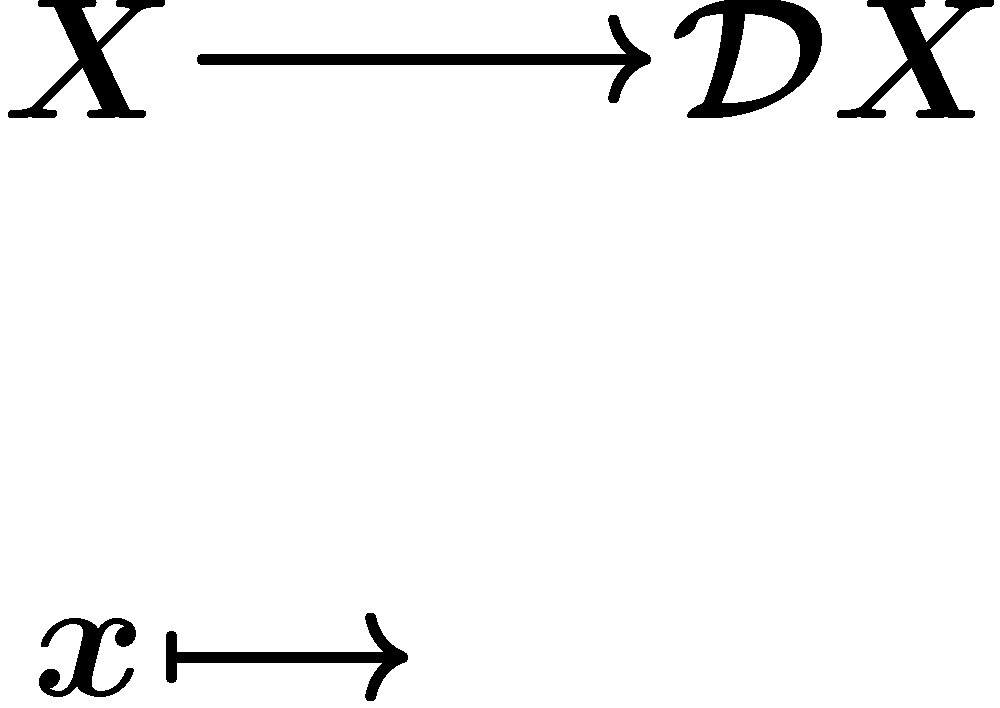 X → 𝒟X
x ↦